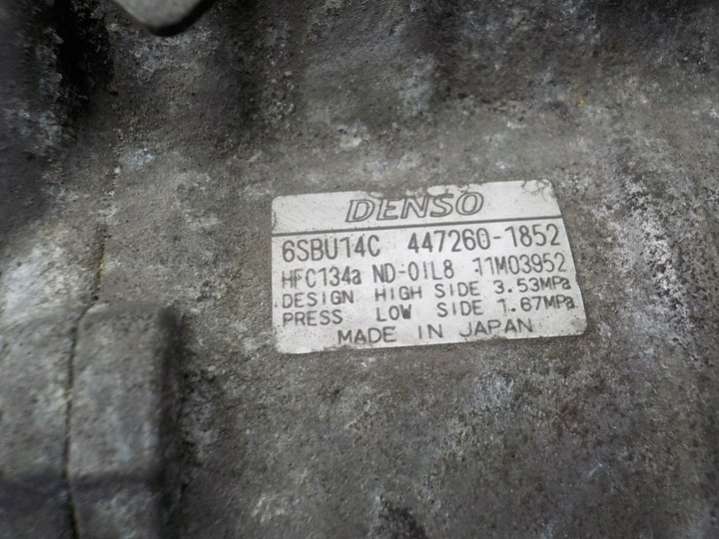 DENSO
6SBU14C 447260-1852
HFC134a ND-OIL8 11M03952
DESIGN HIGH SIDE 3.53MPa
PRESS LOW SIDE 1.67MPa
MADE IN JAPAN